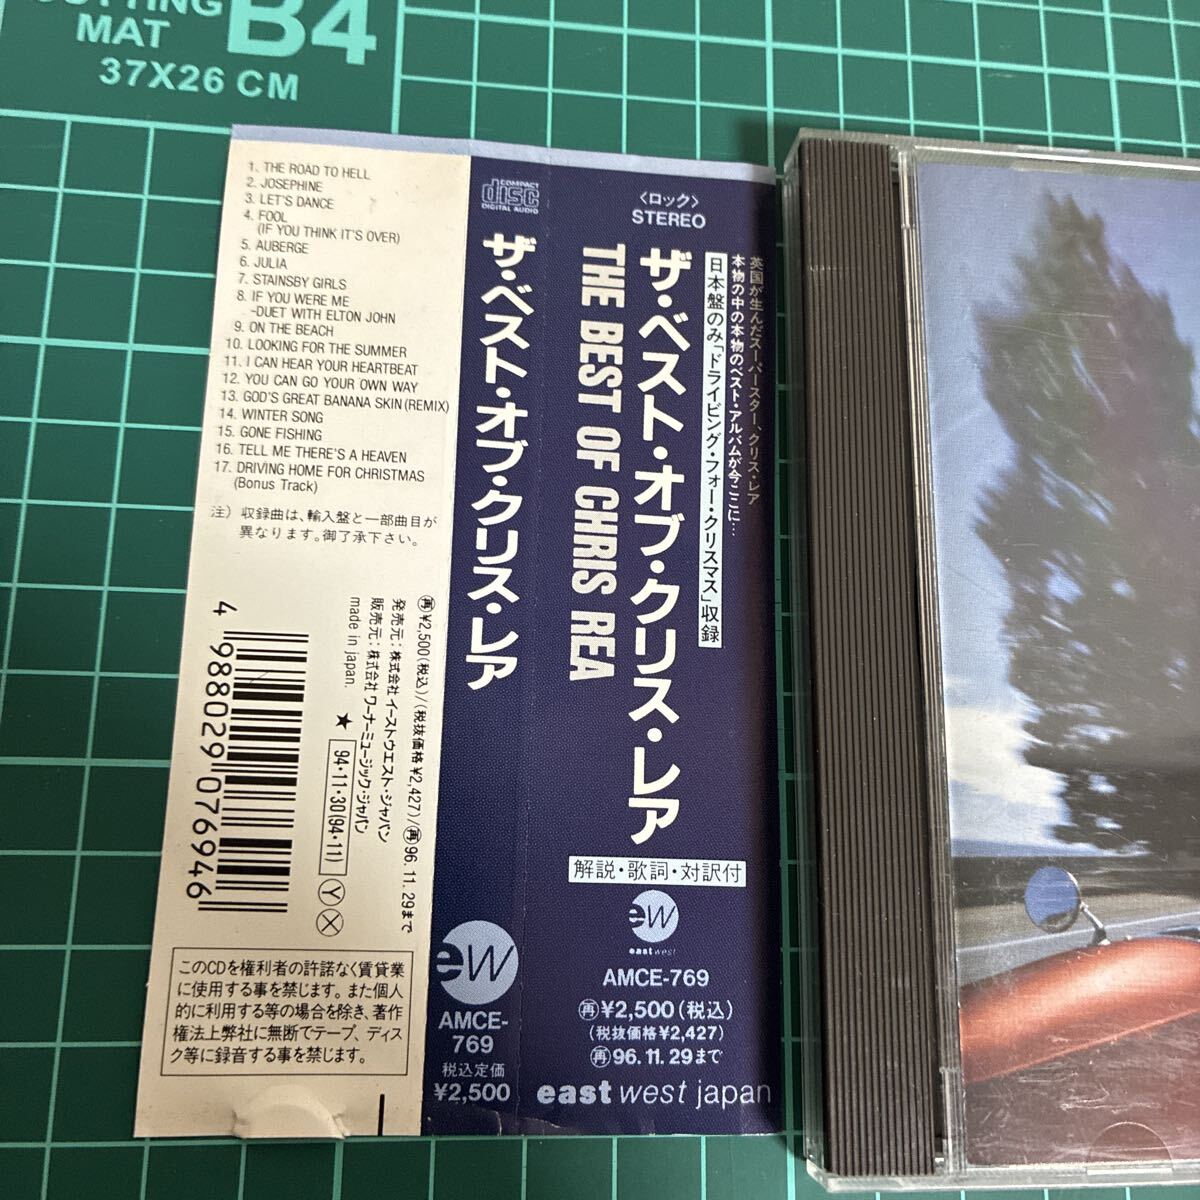 CUTTING
MAT
B4
37X26 CM
1. THE ROAD TO HELL
2. JOSEPHINE
3. LET'S DANCE
4. FOOL
(IF YOU THINK IT'S OVER)
5. AUBERGE
6. JULIA
7. STAINSBY GIRLS
8. IF YOU WERE ME
-DUET WITH ELTON JOHN
9. ON THE BEACH
10. LOOKING FOR THE SUMMER
11. I CAN HEAR YOUR HEARTBEAT
12. YOU CAN GO YOUR OWN WAY
13. GOD'S GREAT BANANA SKIN (REMIX)
14. WINTER SONG
15. GONE FISHING
16. TELL ME THERE'S A HEAVEN
17. DRIVING HOME FOR CHRISTMAS
(Bonus Track)
注) 収録曲は、輸入盤と一部曲目が
異なります。御了承下さい。
㊢¥2,500(税込)/(税抜価格¥2,427)/㊢96.11.29まで
発売元:株式会社 イーストウエスト・ジャパン
販売元:株式会社 ワーナーミュージック・ジャパン
made in japan.
★ 94・11・30(94・11) Ⓨ Ⓧ
4 988029 076946
このCDを権利者の許諾なく賃貸業
に使用する事を禁じます。また個人
的に利用する等の場合を除き、著作
権法上弊社に無断でテープ、ディス
ク等に録音する事を禁じます。
COMPACT
disc
DIGITAL AUDIO
ザ・ベスト・オブ・クリス・レア
ew
AMCE-
769
税込定価
¥2,500
〈ロック〉
STEREO
英国が生んだスーパースター、クリス・レア
本物の中の本物のベスト・アルバムが今ここに…
日本盤のみ「ドライビング・フォー・クリスマス」収録
ザ・ベスト・オブ・クリス・レア
THE BEST OF CHRIS REA
解説・歌詞・対訳付
ew
east west
AMCE-769
㊢¥2,500(税込)
(税抜価格¥2,427)
㊢96.11.29まで
east west japan